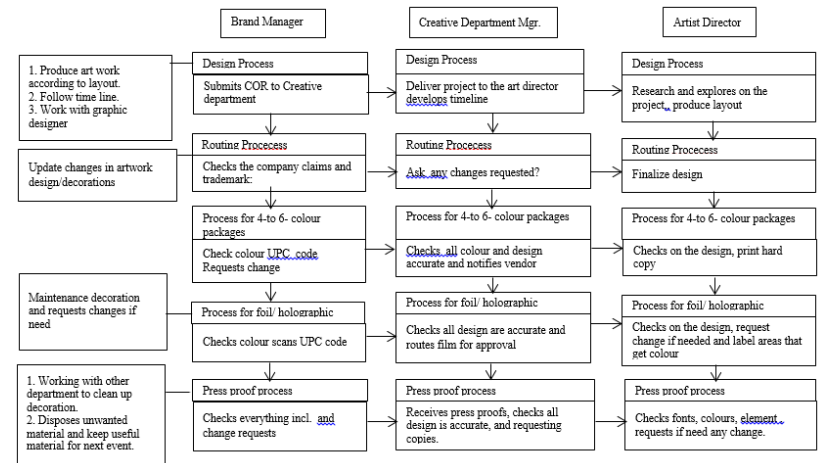 Brand Manager
Creative Department Mgr.
Artist Director
1. Produce art work
according to layout.
2. Follow time line.
3. Work with graphic
designer
Design Process
Submits COR to Creative
department
Design Process
Deliver project to the art director
develops timeline
Design Process
Research and explores on the
project,, produce layout
Update changes in artwork
design/decorations
Routing Procecess
Checks the company claims and
trademark:
Routing Procecess
Ask any changes requested?
Routing Procecess
Finalize design
Process for 4-to 6- colour
packages
Check colour UPC code
Requests change
Process for 4-to 6- colour packages
Checks all colour and design
accurate and notifies vendor
Process for 4-to 6- colour packages
Checks on the design, print hard
copy
Maintenance decoration
and requests changes if
need
Process for foil/ holographic
Checks colour scans UPC code
Process for foil/ holographic
Checks all design are accurate and
routes film for approval
Process for foil/ holographic
Checks on the design, request
change if needed and label areas that
get colour
1. Working with other
department to clean up
decoration.
2. Disposes unwanted
material and keep useful
material for next event.
Press proof process
Checks everything incl. and
change requests
Press proof process
Receives press proofs, checks all
design is accurate, and requesting
copies.
Press proof process
Checks fonts, colours, element,
requests if need any change.